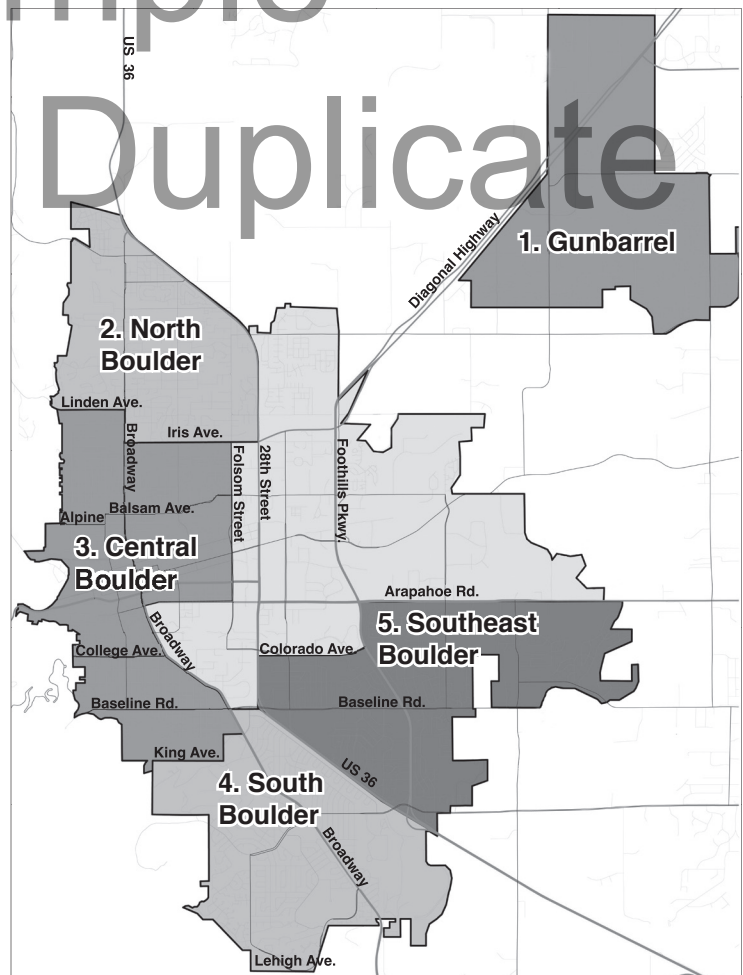 US 36
Duplicate
Diagonal Highway
1. Gunbarrel
2. North
Boulder
Linden Ave.
Iris Ave.
Broadway
Folsom Street
28th Street
Foothills Pkwy.
Balsam Ave.
Alpine
3. Central
Boulder
Arapahoe Rd.
5. Southeast
Boulder
Broadway
College Ave.
Colorado Ave.
Baseline Rd.
Baseline Rd.
King Ave.
US 36
4. South
Boulder
Broadway
Lehigh Ave.